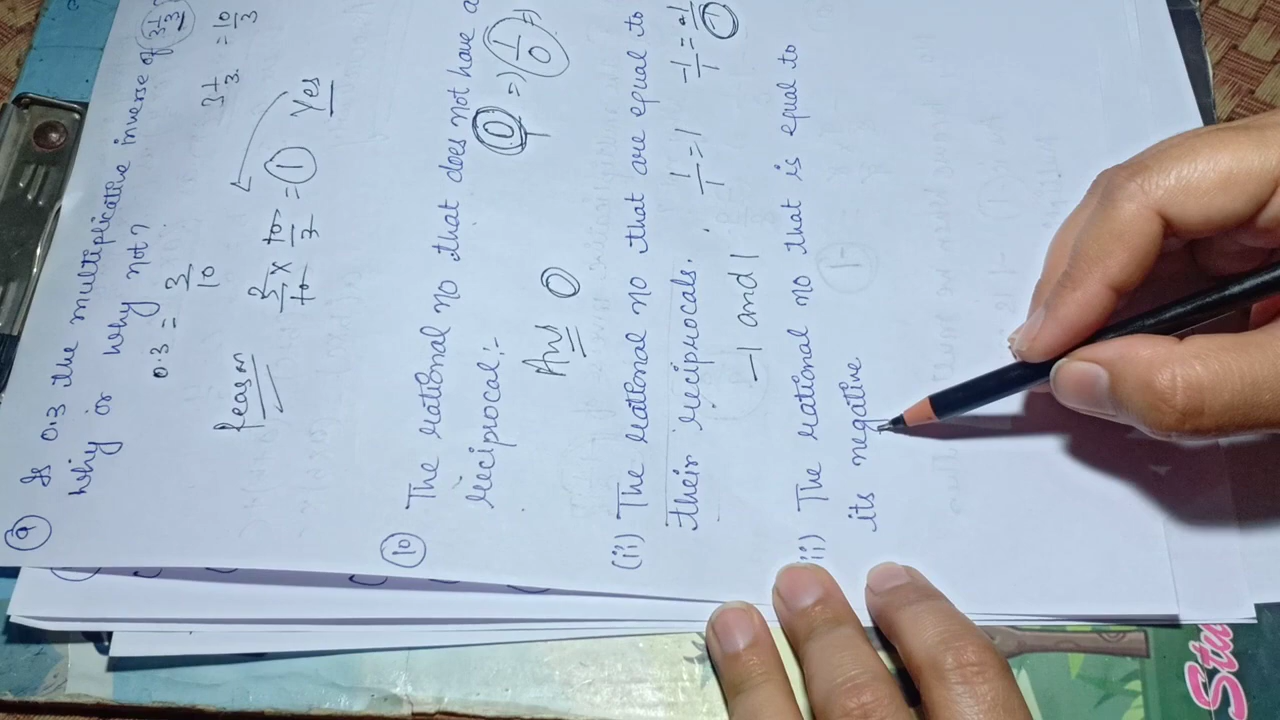 (9) Is 0.3 the multiplicative inverse of 3 1/3
Why or Why not?
0.3 = 3/10
3 1/3 = 10/3
Reason
3/10 × 10/3 = 1 Yes
(10) The rational no that does not have a
reciprocal:-
0/1 => 1/0 =>
Ans 0
(ii) The rational no that are equal to
their reciprocals. 1/1 = 1
-1 and 1
ii) The rational no that is equal to
its negative
Stu